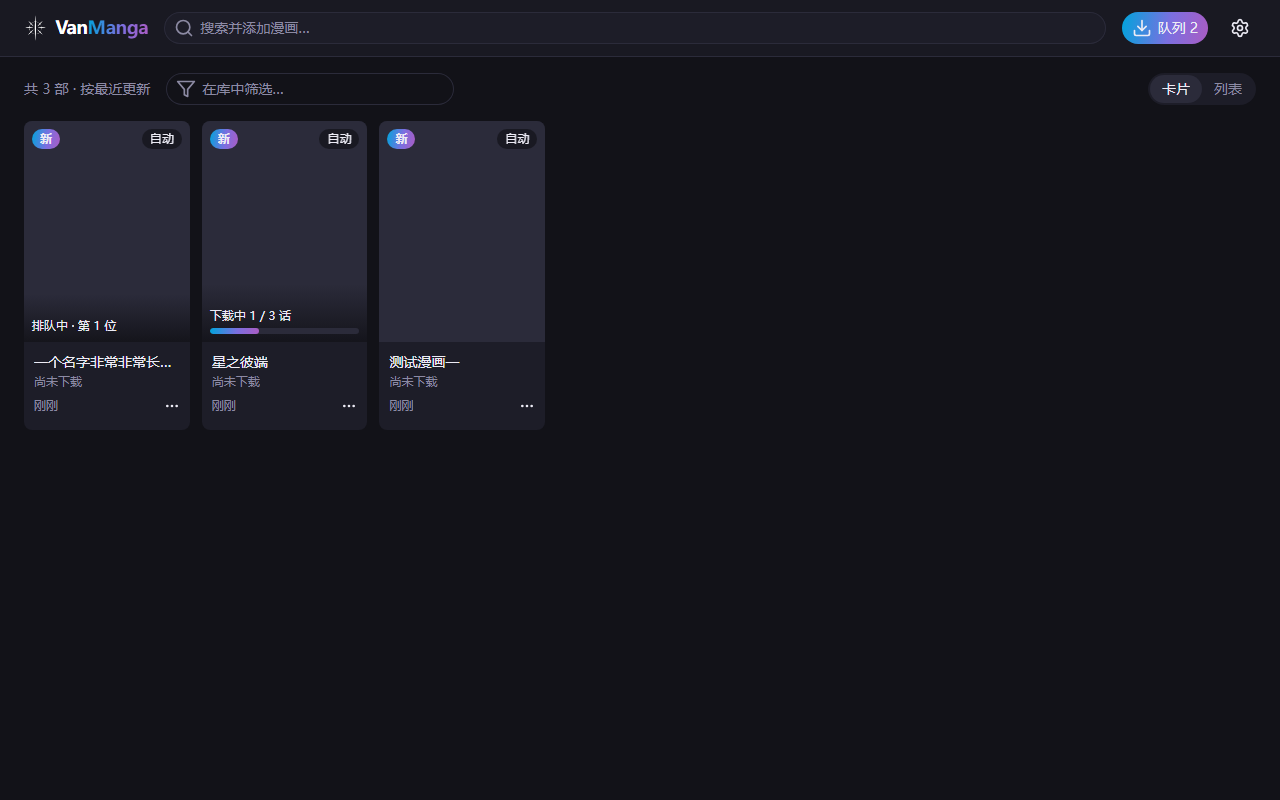 VanManga
搜索并添加漫画...
队列 2
共 3 部 · 按最近更新
在库中筛选...
卡片
列表
新
自动
排队中 · 第 1 位
一个名字非常非常长...
尚未下载
刚刚
新
自动
下载中 1 / 3 话
星之彼端
尚未下载
刚刚
新
自动
测试漫画一
尚未下载
刚刚